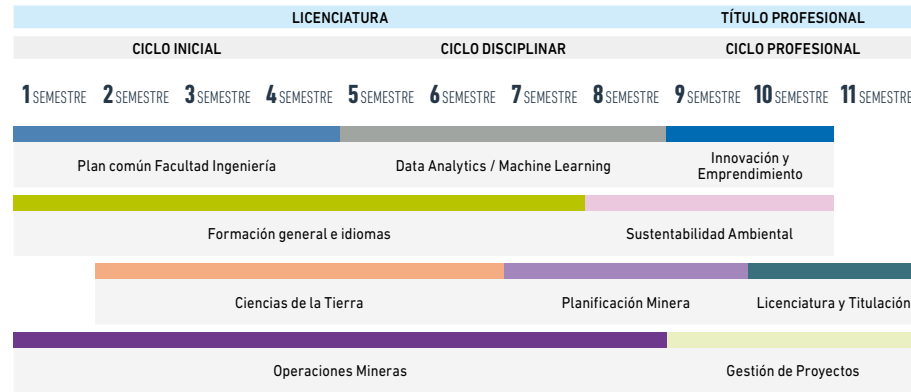 LICENCIATURA TÍTULO PROFESIONAL
CICLO INICIAL CICLO DISCIPLINAR CICLO PROFESIONAL
1 SEMESTRE 2 SEMESTRE 3 SEMESTRE 4 SEMESTRE 5 SEMESTRE 6 SEMESTRE 7 SEMESTRE 8 SEMESTRE 9 SEMESTRE 10 SEMESTRE 11 SEMESTRE
Plan común Facultad Ingeniería Data Analytics / Machine Learning Innovación y
Emprendimiento
Formación general e idiomas Sustentabilidad Ambiental
Ciencias de la Tierra Planificación Minera Licenciatura y Titulación
Operaciones Mineras Gestión de Proyectos